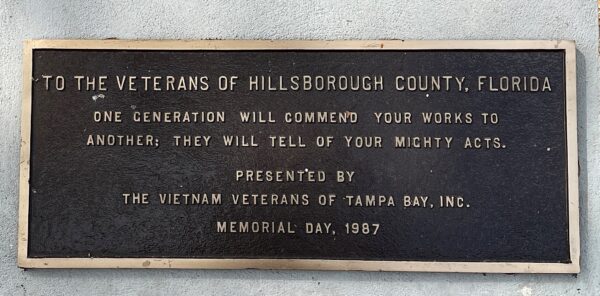 TO THE VETERANS OF HILLSBOROUGH COUNTY, FLORIDA
ONE GENERATION WILL COMMEND YOUR WORKS TO
ANOTHER; THEY WILL TELL OF YOUR MIGHTY ACTS.
PRESENTED BY
THE VIETNAM VETERANS OF TAMPA BAY, INC.
MEMORIAL DAY, 1987